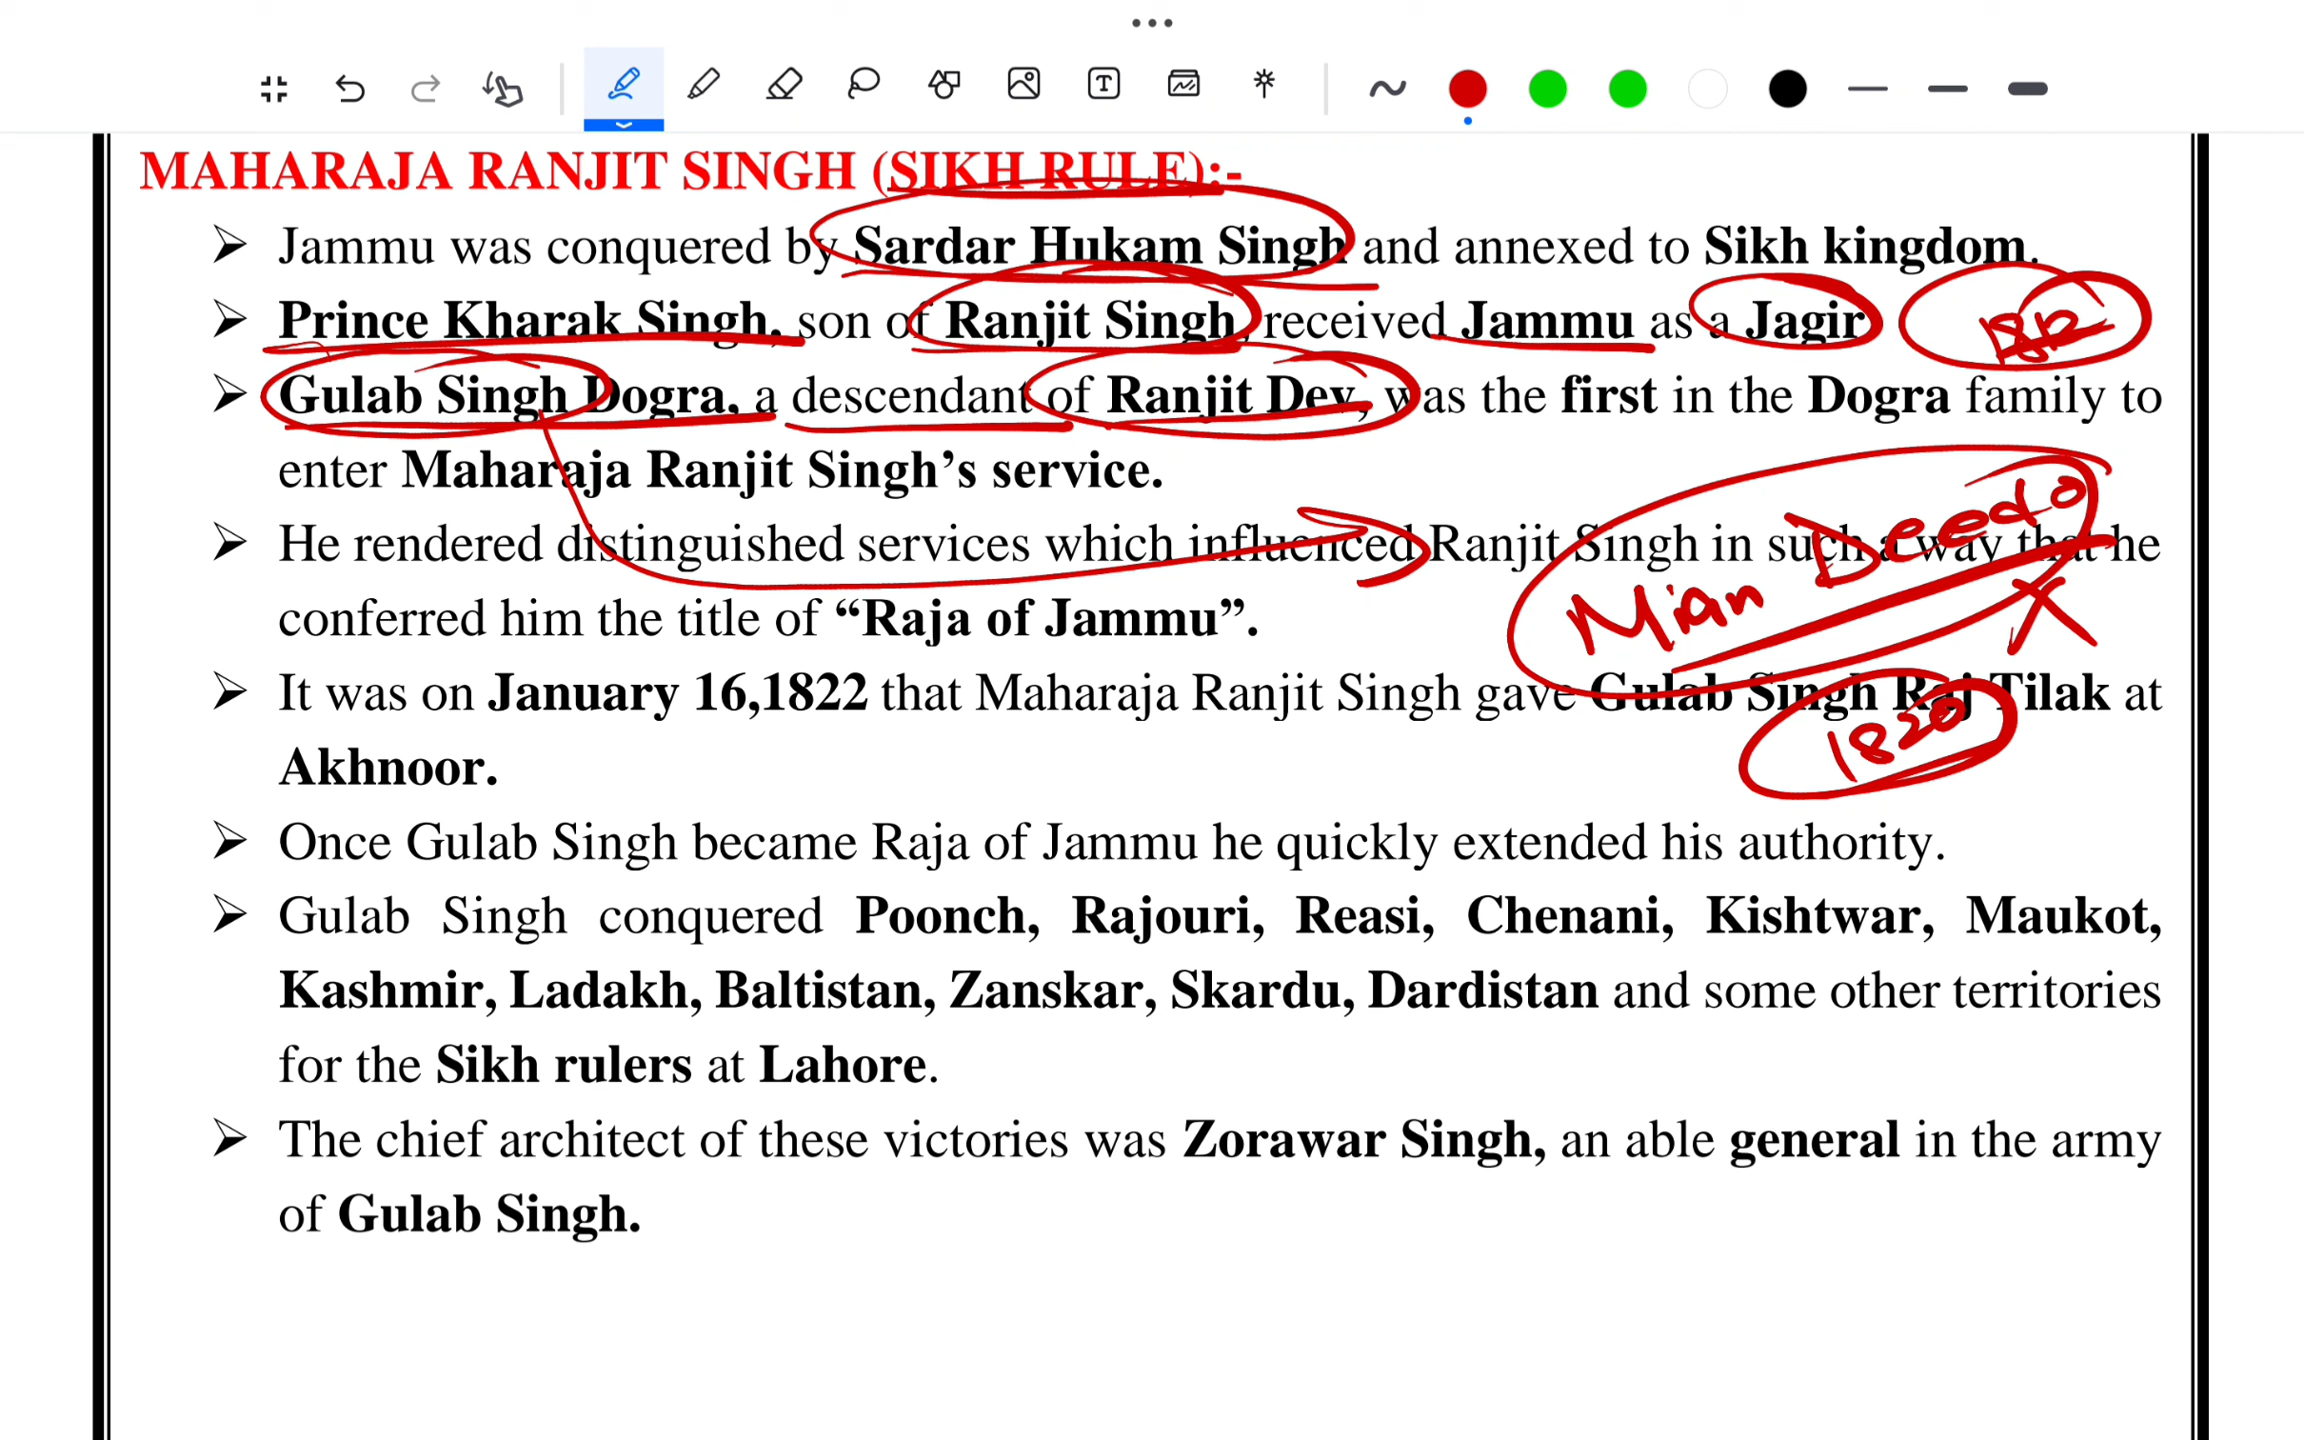 MAHARAJA RANJIT SINGH (SIKH RULE):-
➢ Jammu was conquered by Sardar Hukam Singh and annexed to Sikh kingdom.
➢ Prince Kharak Singh, son of Ranjit Singh, received Jammu as a Jagir
➢ Gulab Singh Dogra, a descendant of Ranjit Dev, was the first in the Dogra family to
enter Maharaja Ranjit Singh’s service.
Mian Deedo
➢ He rendered distinguished services which influenced Ranjit Singh in such a way that he
conferred him the title of “Raja of Jammu”.
➢ It was on January 16,1822 that Maharaja Ranjit Singh gave Gulab Singh Raj Tilak at
1820
Akhnoor.
➢ Once Gulab Singh became Raja of Jammu he quickly extended his authority.
➢ Gulab Singh conquered Poonch, Rajouri, Reasi, Chenani, Kishtwar, Maukot,
Kashmir, Ladakh, Baltistan, Zanskar, Skardu, Dardistan and some other territories
for the Sikh rulers at Lahore.
➢ The chief architect of these victories was Zorawar Singh, an able general in the army
of Gulab Singh.